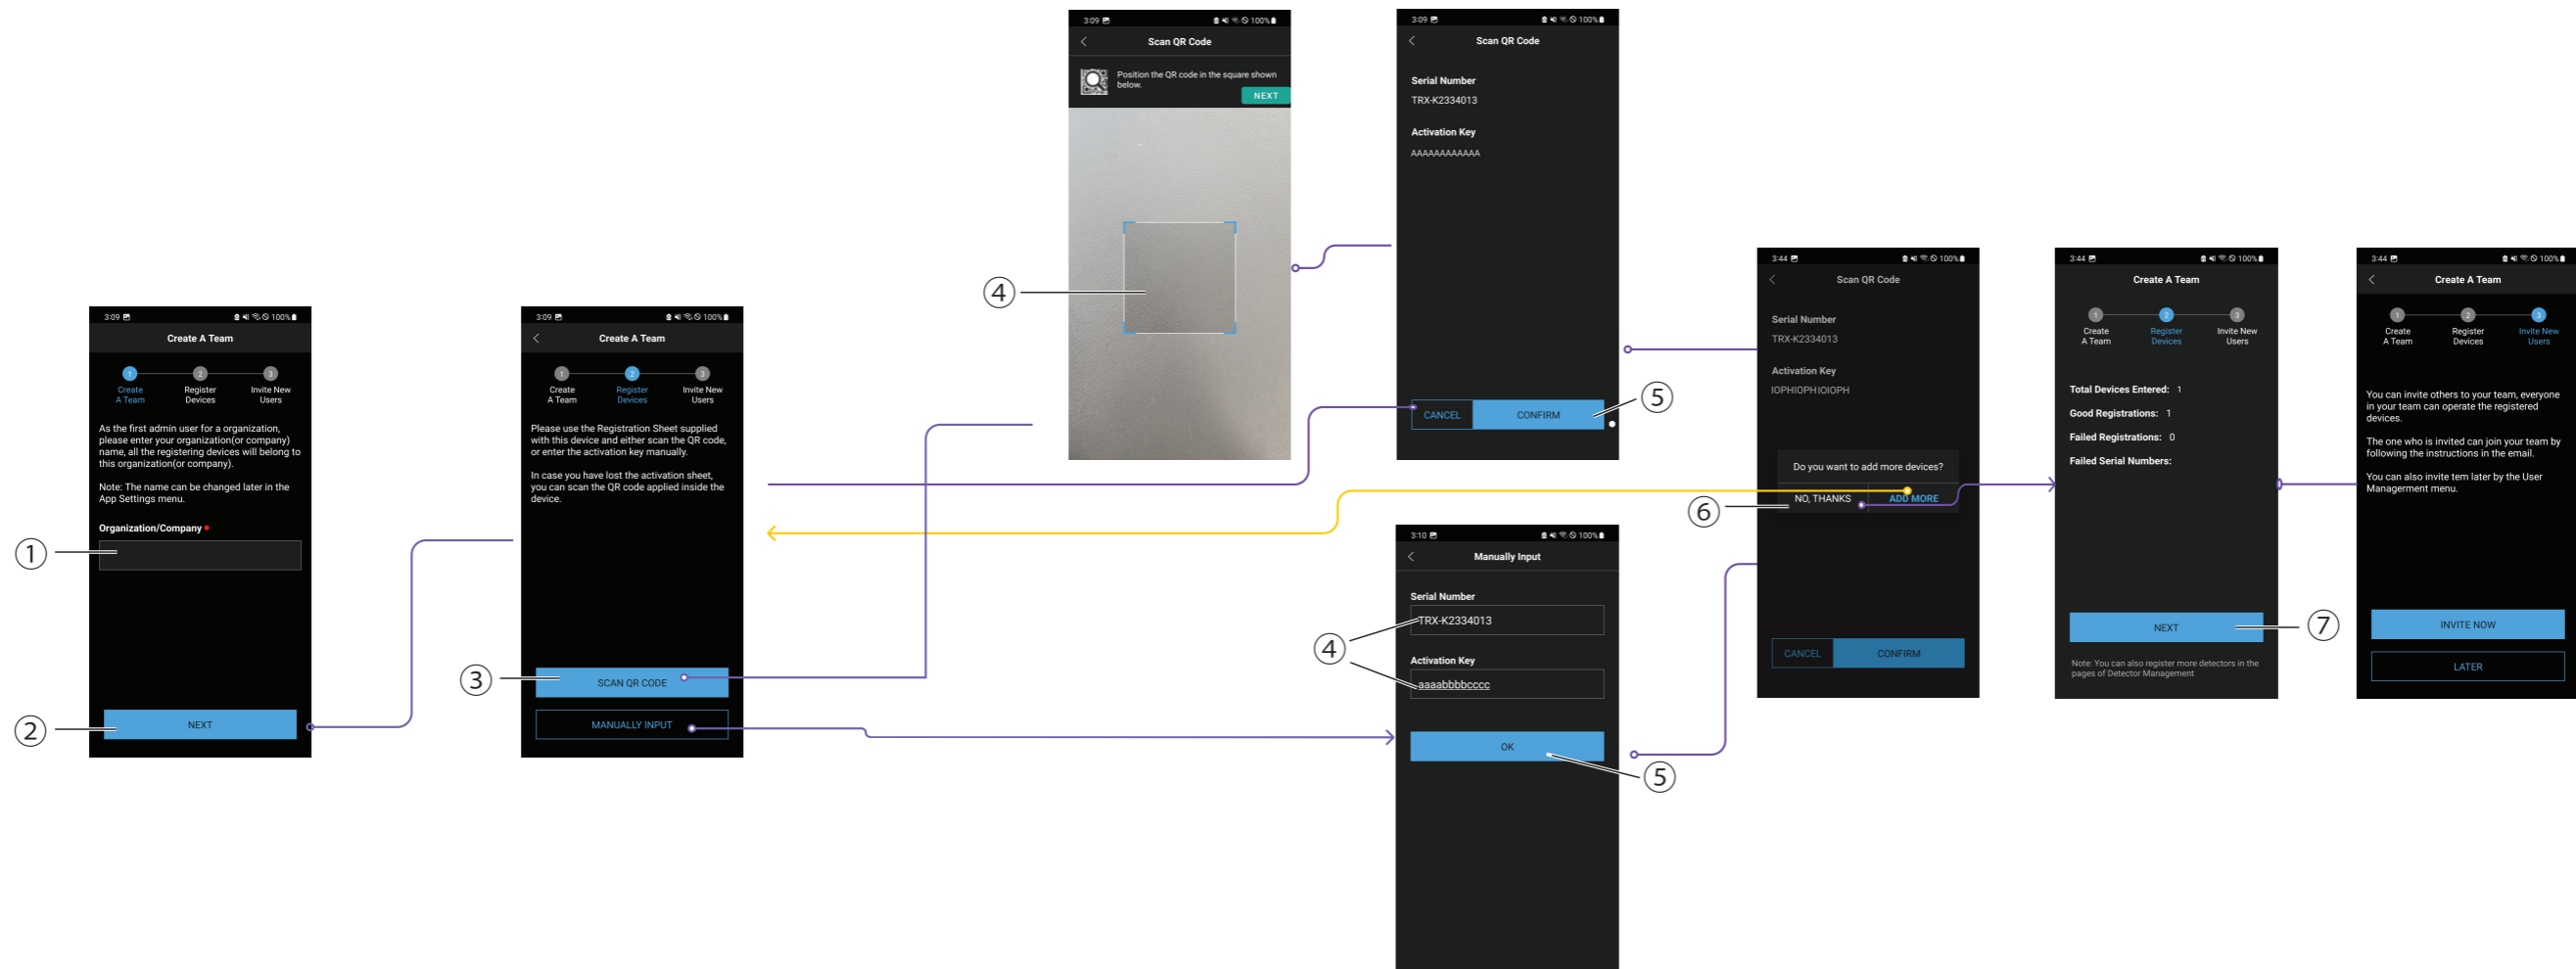 3:09 100%
Create A Team
1 2 3
Create Register Invite New
A Team Devices Users
As the first admin user for a organization,
please enter your organization(or company)
name, all the registering devices will belong to
this organization(or company).
Note: The name can be changed later in the
App Settings menu.
Organization/Company *
NEXT
①
②
3:09 100%
Create A Team
1 2 3
Create Register Invite New
A Team Devices Users
Please use the Registration Sheet supplied
with this device and either scan the QR code,
or enter the activation key manually.
In case you have lost the activation sheet,
you can scan the QR code applied inside the
device.
SCAN QR CODE
MANUALLY INPUT
③
3:09 100%
Scan QR Code
Position the QR code in the square shown
below.
NEXT
④
3:09 100%
Scan QR Code
Serial Number
TRX-K2334013
Activation Key
AAAAAAAAAAAA
CANCEL CONFIRM
⑤
3:10 100%
Manually Input
Serial Number
TRX-K2334013
Activation Key
aaaabbbbcccc
OK
④
⑤
3:44 100%
Scan QR Code
Serial Number
TRX-K2334013
Activation Key
IOPHIOPHIOIOPH
Do you want to add more devices?
NO, THANKS ADD MORE
CANCEL CONFIRM
⑥
3:44 100%
Create A Team
1 2 3
Create Register Invite New
A Team Devices Users
Total Devices Entered: 1
Good Registrations: 1
Failed Registrations: 0
Failed Serial Numbers:
NEXT
Note: You can also register more detectors in the
pages of Detector Management
⑦
3:44 100%
Create A Team
1 2 3
Create Register Invite New
A Team Devices Users
You can invite others to your team, everyone
in your team can operate the registered
devices.
The one who is invited can join your team by
following the instructions in the email.
You can also invite tem later by the User
Managerment menu.
INVITE NOW
LATER